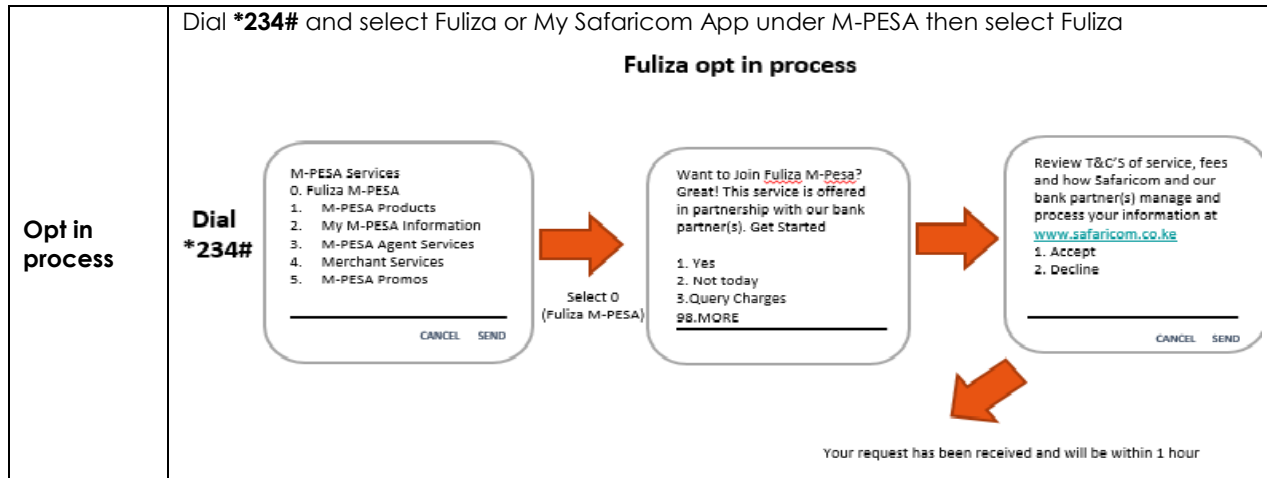 Dial *234# and select Fuliza or My Safaricom App under M-PESA then select Fuliza
Fuliza opt in process
Opt in
process
Dial
*234#
M-PESA Services
0. Fuliza M-PESA
1. M-PESA Products
2. My M-PESA Information
3. M-PESA Agent Services
4. Merchant Services
5. M-PESA Promos
CANCEL SEND
Select 0
(Fuliza M-PESA)
Want to Join Fuliza M-Pesa?
Great! This service is offered
in partnership with our bank
partner(s). Get Started
1. Yes
2. Not today
3.Query Charges
98.MORE
Review T&C'S of service, fees
and how Safaricom and our
bank partner(s) manage and
process your information at
www.safaricom.co.ke
1. Accept
2. Decline
CANCEL SEND
Your request has been received and will be within 1 hour